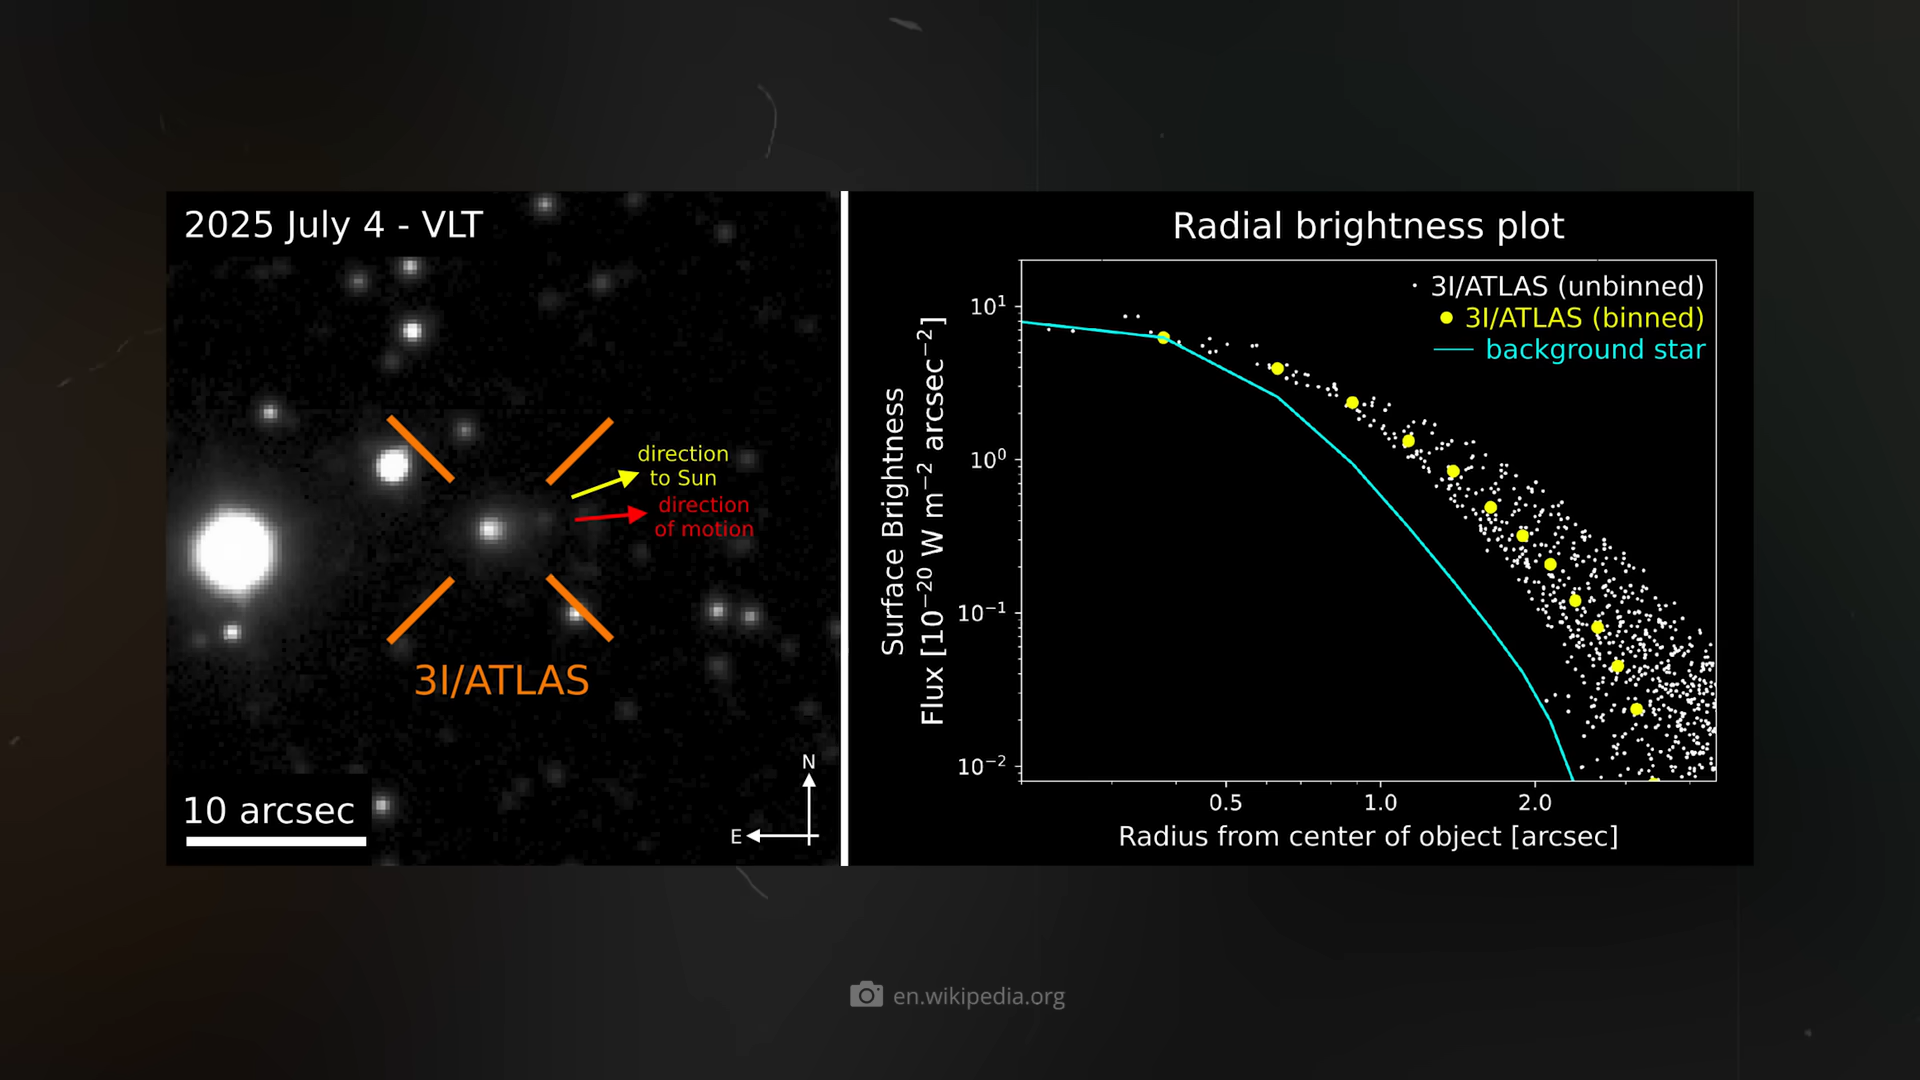 2025 July 4 - VLT
direction
to Sun
direction
of motion
3I/ATLAS
10 arcsec
N
E
Radial brightness plot
3I/ATLAS (unbinned)
3I/ATLAS (binned)
background star
Surface Brightness
Flux [10⁻²⁰ W m⁻² arcsec⁻²]
10¹
10⁰
10⁻¹
10⁻²
0.5 1.0 2.0
Radius from center of object [arcsec]
en.wikipedia.org